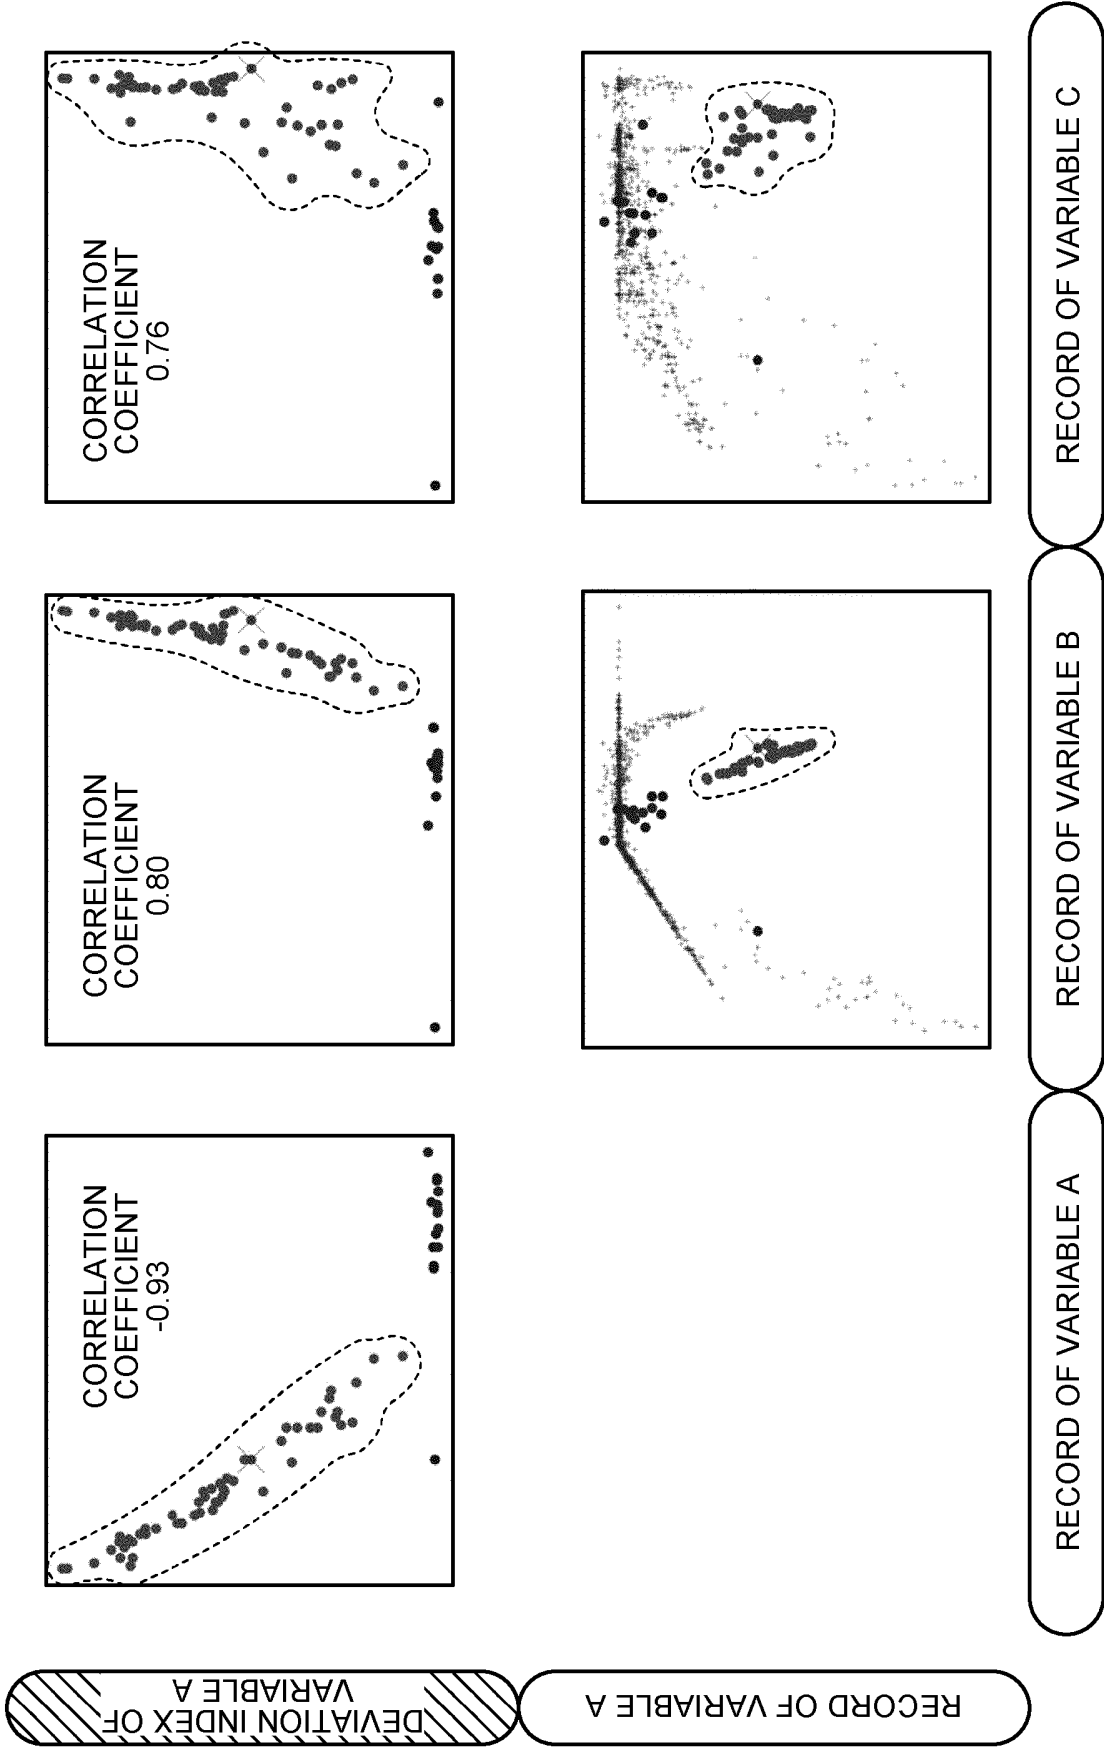 CORRELATION
COEFFICIENT
-0.93
CORRELATION
COEFFICIENT
0.80
CORRELATION
COEFFICIENT
0.76
DEVIATION INDEX OF
VARIABLE A
RECORD OF VARIABLE A
RECORD OF VARIABLE A
RECORD OF VARIABLE B
RECORD OF VARIABLE C